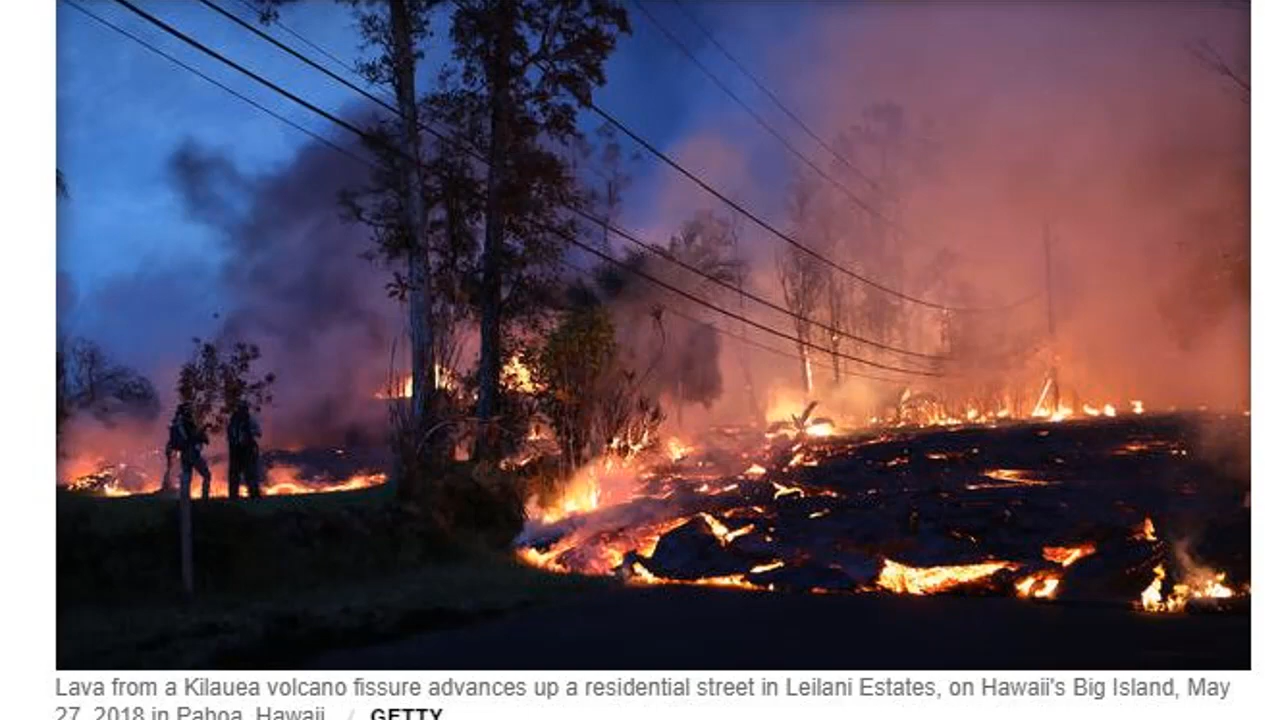 Lava from a Kilauea volcano fissure advances up a residential street in Leilani Estates, on Hawaii's Big Island, May
27, 2018 in Pahoa, Hawaii. / GETTY